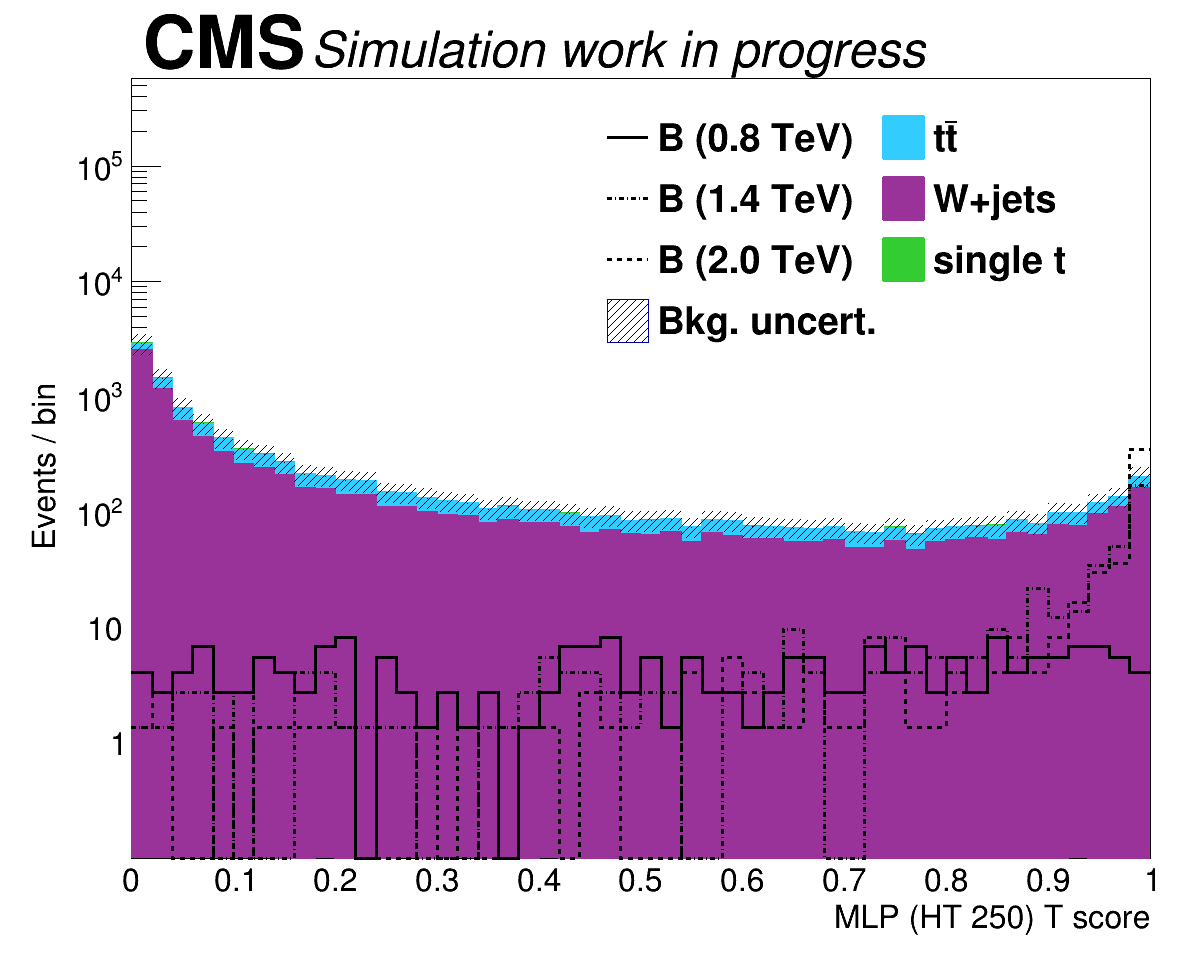 CMS Simulation work in progress
B (0.8 TeV) tt̄
B (1.4 TeV) W+jets
B (2.0 TeV) single t
Bkg. uncert.
Events / bin
10⁵
10⁴
10³
10²
10
1
0 0.1 0.2 0.3 0.4 0.5 0.6 0.7 0.8 0.9 1
MLP (HT 250) T score